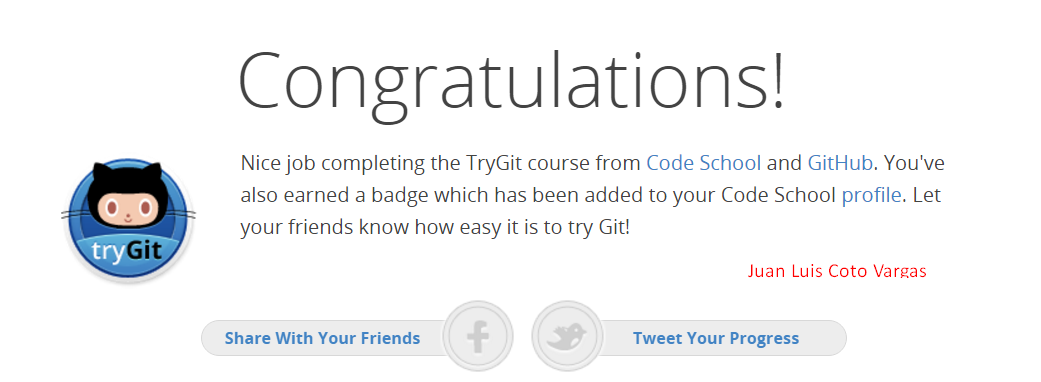 Congratulations!
Nice job completing the TryGit course from Code School and GitHub. You've
also earned a badge which has been added to your Code School profile. Let
your friends know how easy it is to try Git!
tryGit
Juan Luis Coto Vargas
Share With Your Friends
Tweet Your Progress